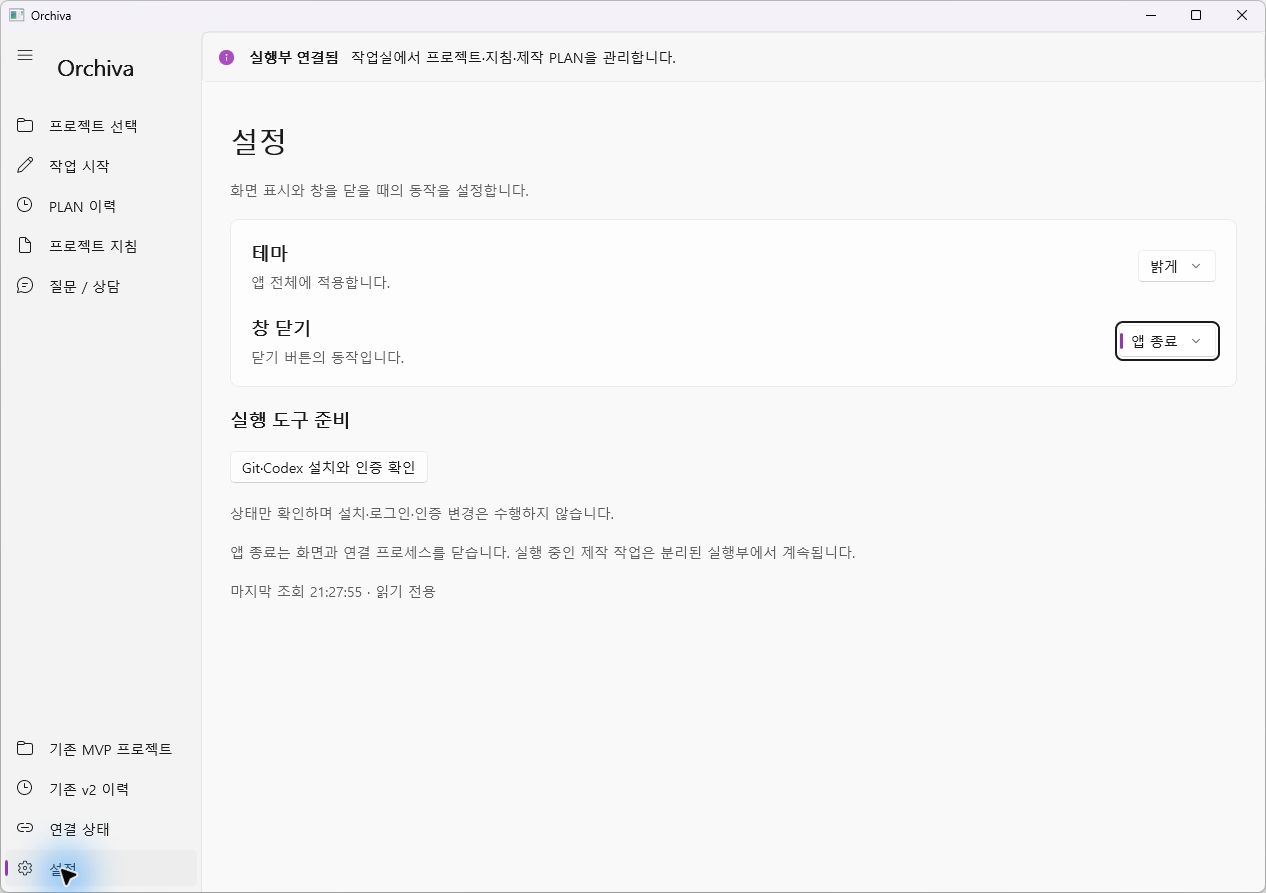 Orchiva
Orchiva
프로젝트 선택
작업 시작
PLAN 이력
프로젝트 지침
질문 / 상담
기존 MVP 프로젝트
기존 v2 이력
연결 상태
설정
실행부 연결됨 작업실에서 프로젝트·지침·제작 PLAN을 관리합니다.
설정
화면 표시와 창을 닫을 때의 동작을 설정합니다.
테마
앱 전체에 적용합니다.
밝게
창 닫기
닫기 버튼의 동작입니다.
앱 종료
실행 도구 준비
Git·Codex 설치와 인증 확인
상태만 확인하며 설치·로그인·인증 변경은 수행하지 않습니다.
앱 종료는 화면과 연결 프로세스를 닫습니다. 실행 중인 제작 작업은 분리된 실행부에서 계속됩니다.
마지막 조회 21:27:55 · 읽기 전용